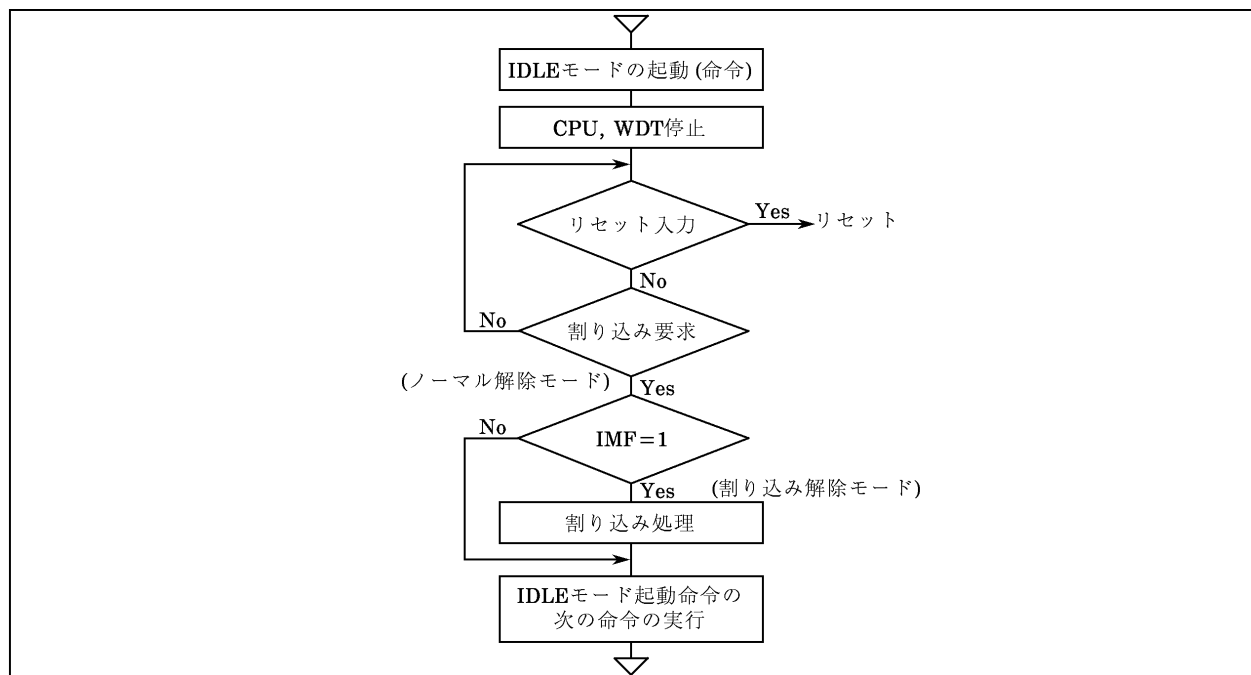 IDLEモードの起動 (命令)
CPU, WDT停止
リセット入力
Yes
リセット
No
割り込み要求
No
(ノーマル解除モード)
Yes
IMF=1
No
Yes
(割り込み解除モード)
割り込み処理
IDLEモード起動命令の
次の命令の実行